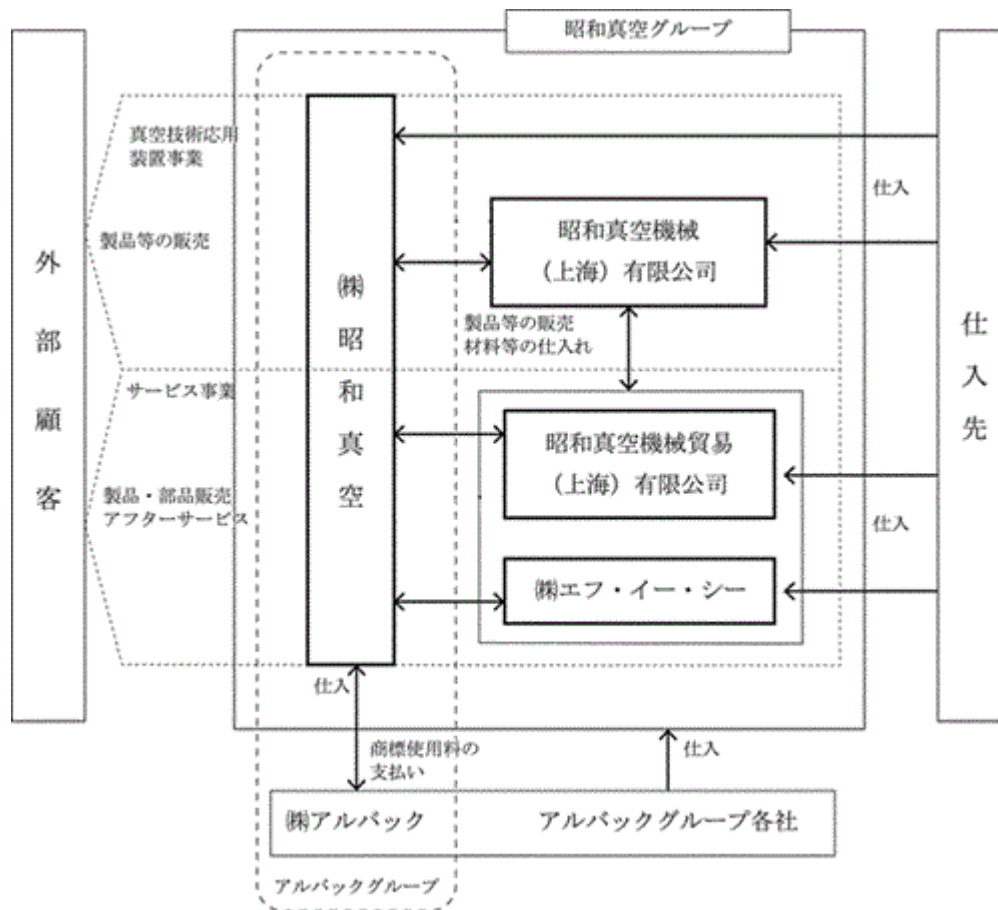 昭和真空グループ
外部顧客
真空技術応用
装置事業
製品等の販売
サービス事業
製品・部品販売
アフターサービス
㈱昭和真空
昭和真空機械
（上海）有限公司
製品等の販売
材料等の仕入れ
昭和真空機械貿易
（上海）有限公司
㈱エフ・イー・シー
仕入
仕入
仕入先
仕入
商標使用料の
支払い
仕入
㈱アルバック
アルバックグループ各社
アルバックグループ